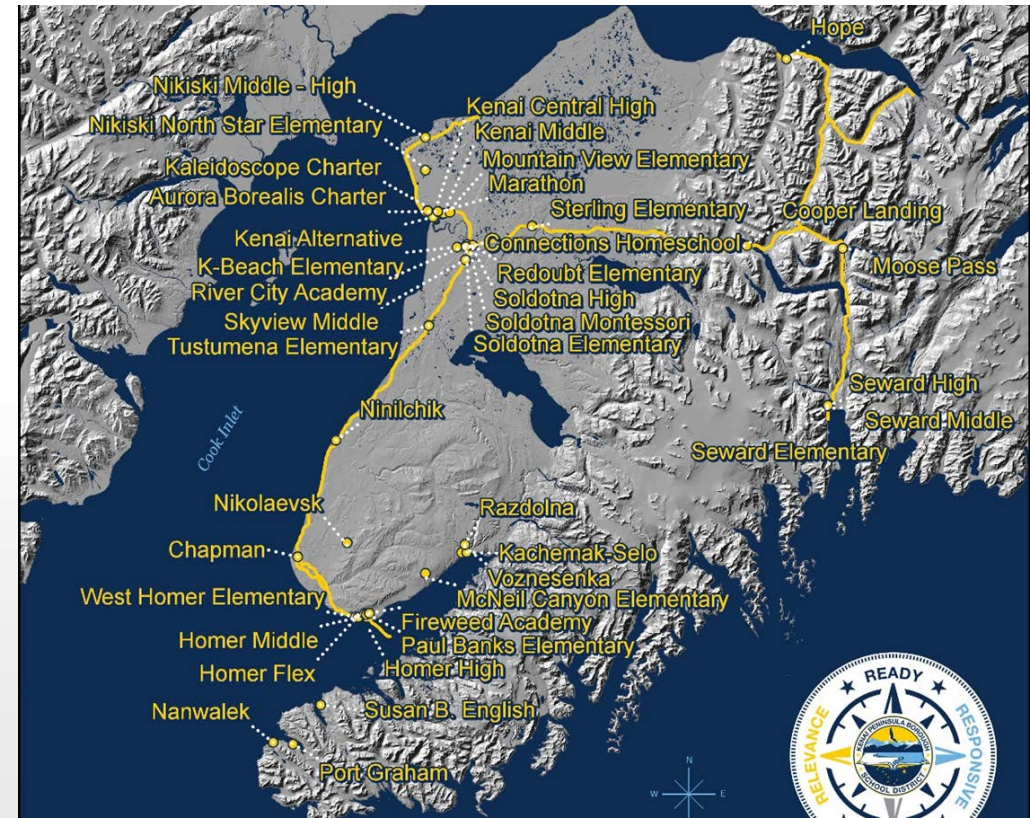 Hope
Nikiski Middle - High
Kenai Central High
Nikiski North Star Elementary
Kenai Middle
Mountain View Elementary
Kaleidoscope Charter
Marathon
Aurora Borealis Charter
Sterling Elementary
Cooper Landing
Kenai Alternative
Connections Homeschool
K-Beach Elementary
Redoubt Elementary
Moose Pass
River City Academy
Soldotna High
Skyview Middle
Soldotna Montessori
Tustumena Elementary
Soldotna Elementary
Seward High
Ninilchik
Seward Middle
Cook Inlet
Seward Elementary
Nikolaevsk
Razdolna
Chapman
Kachemak-Selo
Voznesenka
West Homer Elementary
McNeil Canyon Elementary
Fireweed Academy
Homer Middle
Paul Banks Elementary
Homer Flex
Homer High
Nanwalek
Susan B. English
Port Graham
N
W
E
READY
RELEVANCE
RESPONSIVE
KENAI PENINSULA BOROUGH
SCHOOL DISTRICT